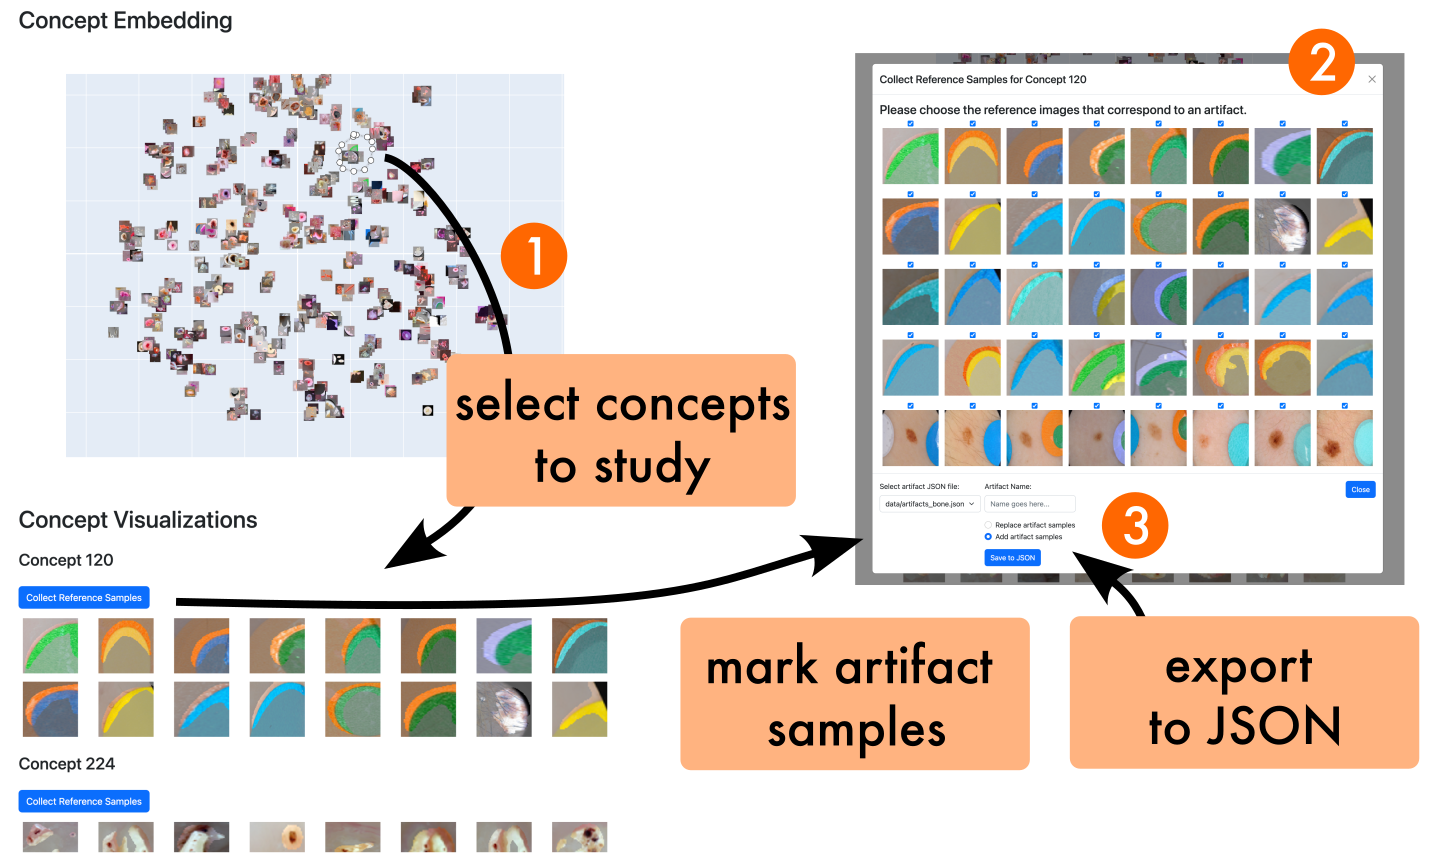 Concept Embedding
1
select concepts
to study
Concept Visualizations
Concept 120
Collect Reference Samples
Concept 224
Collect Reference Samples
2
Collect Reference Samples for Concept 120
Please choose the reference images that correspond to an artifact.
Select artifact JSON file:
Artifact Name:
data/artifacts_bone.json
Name goes here...
Replace artifact samples
Add artifact samples
Save to JSON
Close
3
mark artifact
samples
export
to JSON